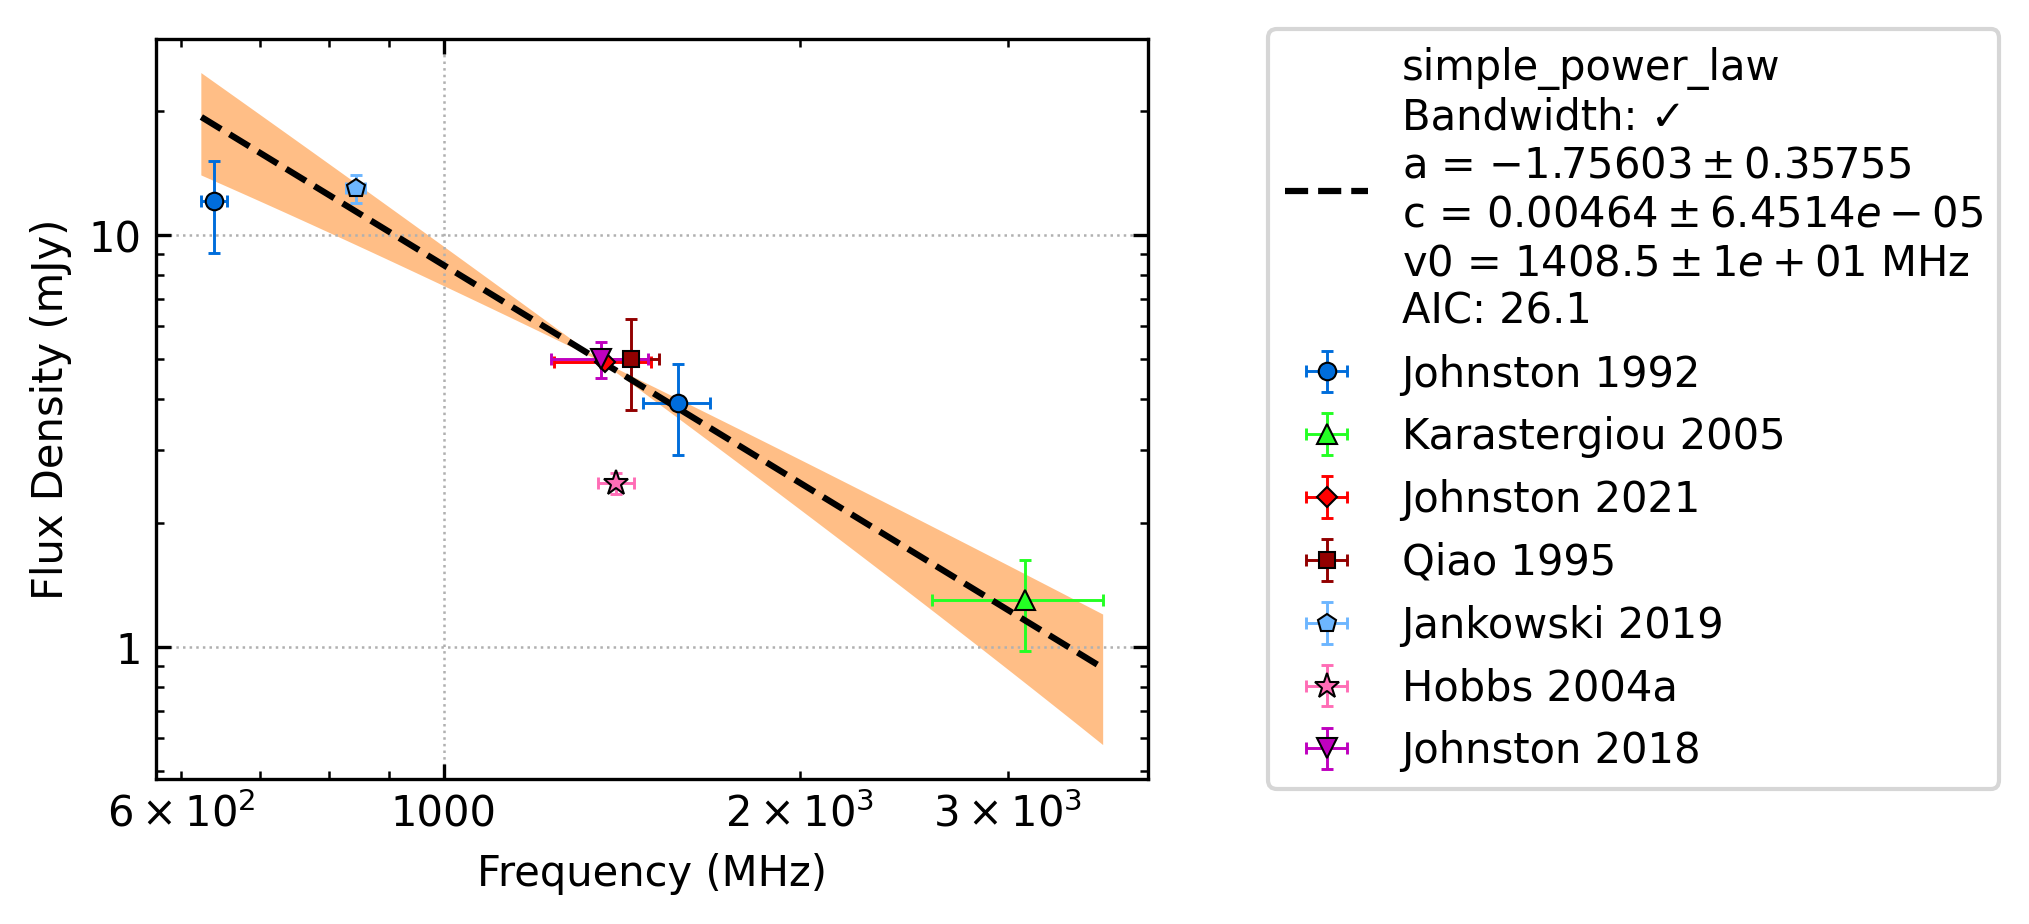 10
1
Flux Density (mJy)
6 × 10² 1000 2 × 10³ 3 × 10³
Frequency (MHz)
simple_power_law
Bandwidth: ✓
a = −1.75603 ± 0.35755
c = 0.00464 ± 6.4514e − 05
v0 = 1408.5 ± 1e + 01 MHz
AIC: 26.1
Johnston 1992
Karastergiou 2005
Johnston 2021
Qiao 1995
Jankowski 2019
Hobbs 2004a
Johnston 2018